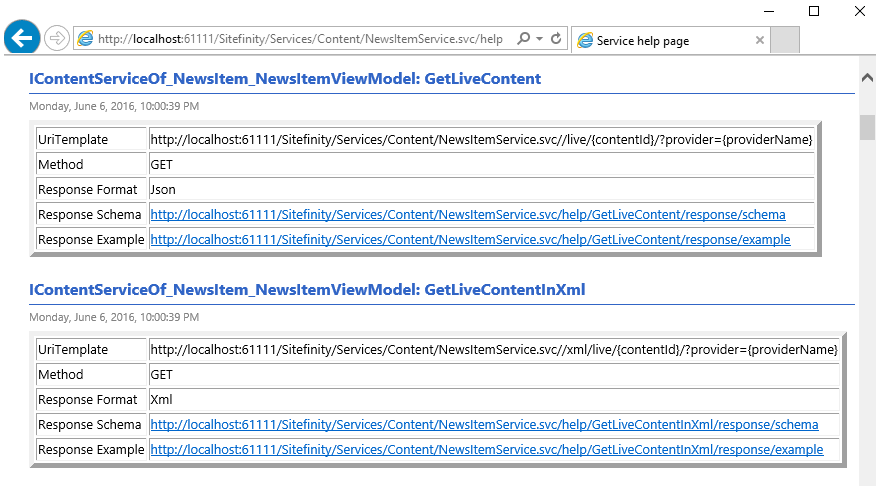 http://localhost:61111/Sitefinity/Services/Content/NewsItemService.svc/help
Service help page
IContentServiceOf_NewsItem_NewsItemViewModel: GetLiveContent
Monday, June 6, 2016, 10:00:39 PM
UriTemplate http://localhost:61111/Sitefinity/Services/Content/NewsItemService.svc//live/{contentId}/?provider={providerName}
Method GET
Response Format Json
Response Schema http://localhost:61111/Sitefinity/Services/Content/NewsItemService.svc/help/GetLiveContent/response/schema
Response Example http://localhost:61111/Sitefinity/Services/Content/NewsItemService.svc/help/GetLiveContent/response/example
IContentServiceOf_NewsItem_NewsItemViewModel: GetLiveContentInXml
Monday, June 6, 2016, 10:00:39 PM
UriTemplate http://localhost:61111/Sitefinity/Services/Content/NewsItemService.svc//xml/live/{contentId}/?provider={providerName}
Method GET
Response Format Xml
Response Schema http://localhost:61111/Sitefinity/Services/Content/NewsItemService.svc/help/GetLiveContentInXml/response/schema
Response Example http://localhost:61111/Sitefinity/Services/Content/NewsItemService.svc/help/GetLiveContentInXml/response/example